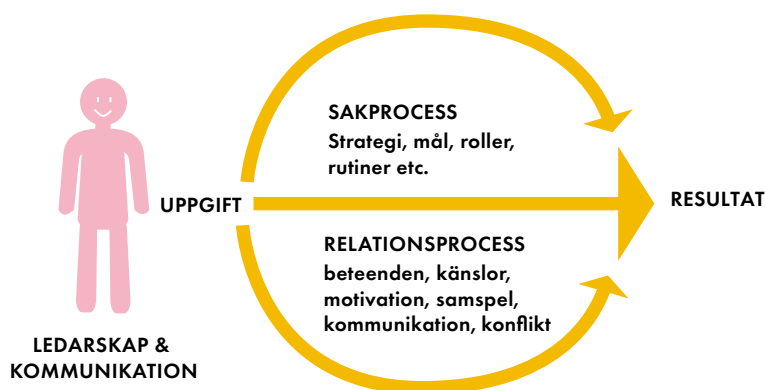 SAKPROCESS
Strategi, mål, roller,
rutiner etc.
UPPGIFT
RESULTAT
RELATIONSPROCESS
beteenden, känslor,
motivation, samspel,
kommunikation, konflikt
LEDARSKAP &
KOMMUNIKATION